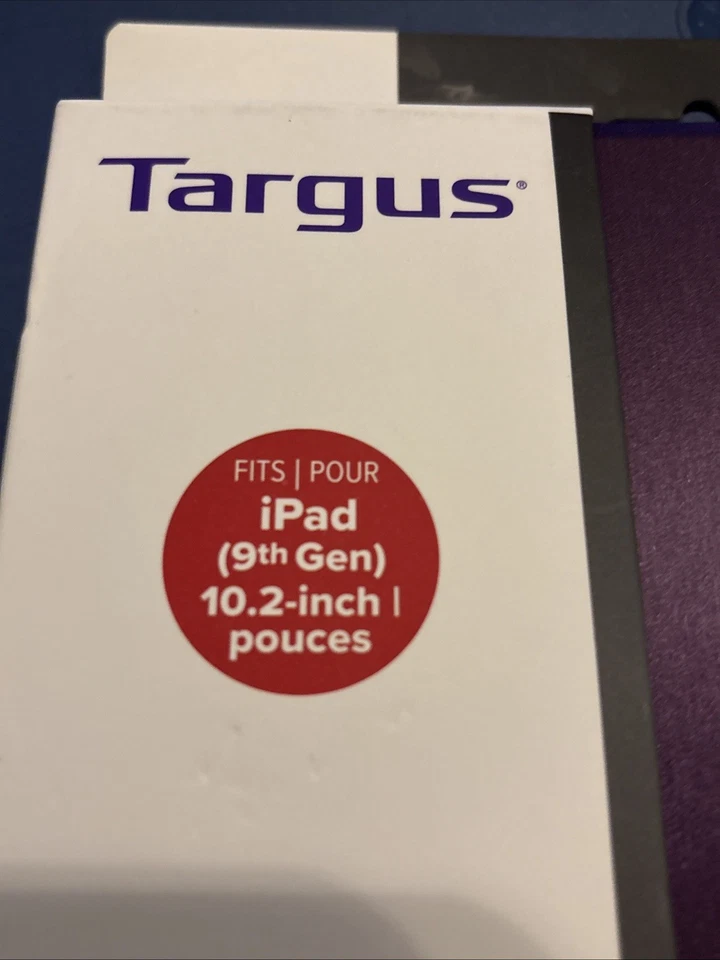 Targus®
FITS | POUR
iPad
(9th Gen)
10.2-inch |
pouces